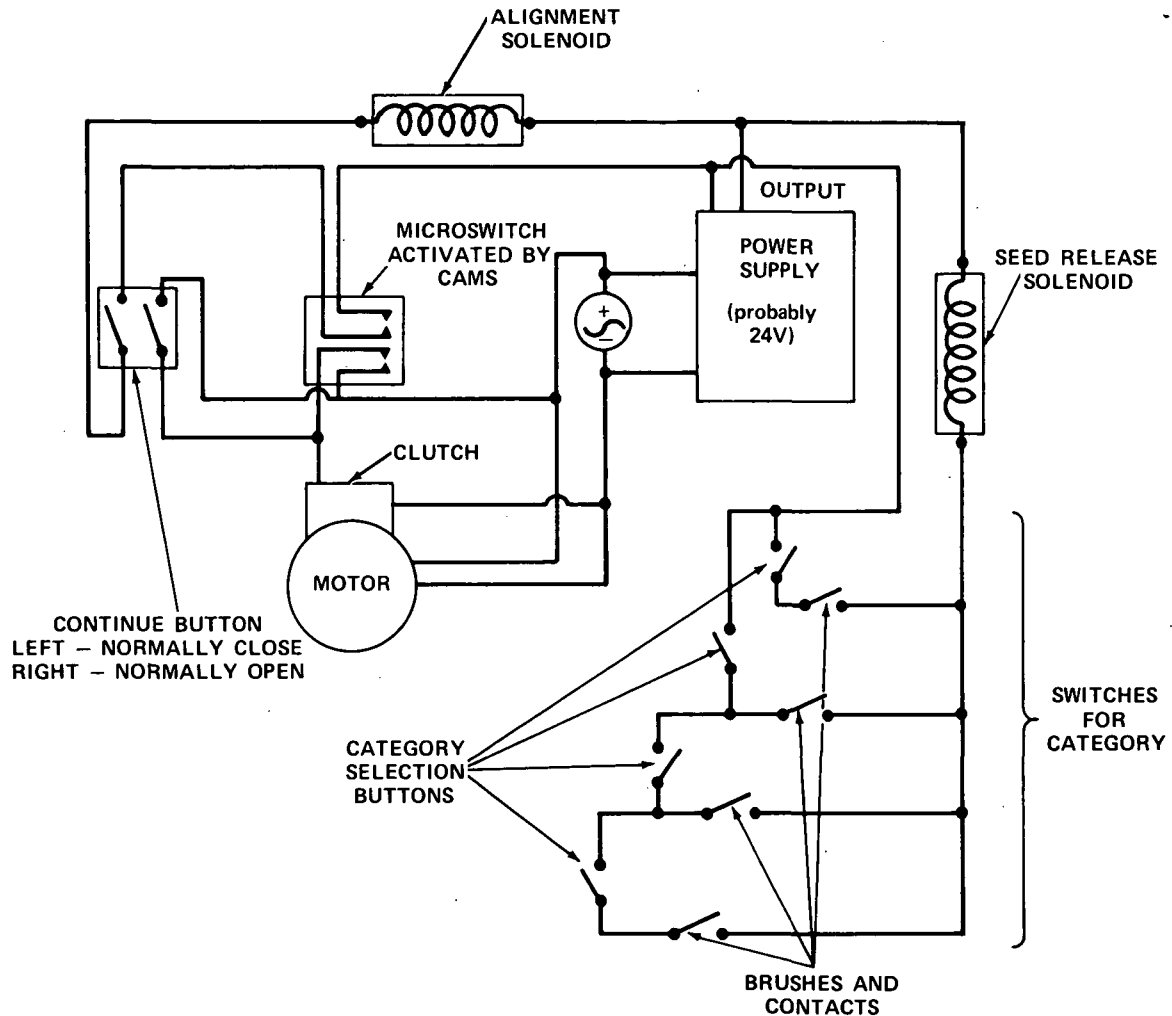 ALIGNMENT
SOLENOID
OUTPUT
MICROSWITCH
ACTIVATED BY
CAMS
POWER
SUPPLY
(probably
24V)
SEED RELEASE
SOLENOID
+
−
CLUTCH
MOTOR
CONTINUE BUTTON
LEFT – NORMALLY CLOSE
RIGHT – NORMALLY OPEN
CATEGORY
SELECTION
BUTTONS
SWITCHES
FOR
CATEGORY
BRUSHES AND
CONTACTS